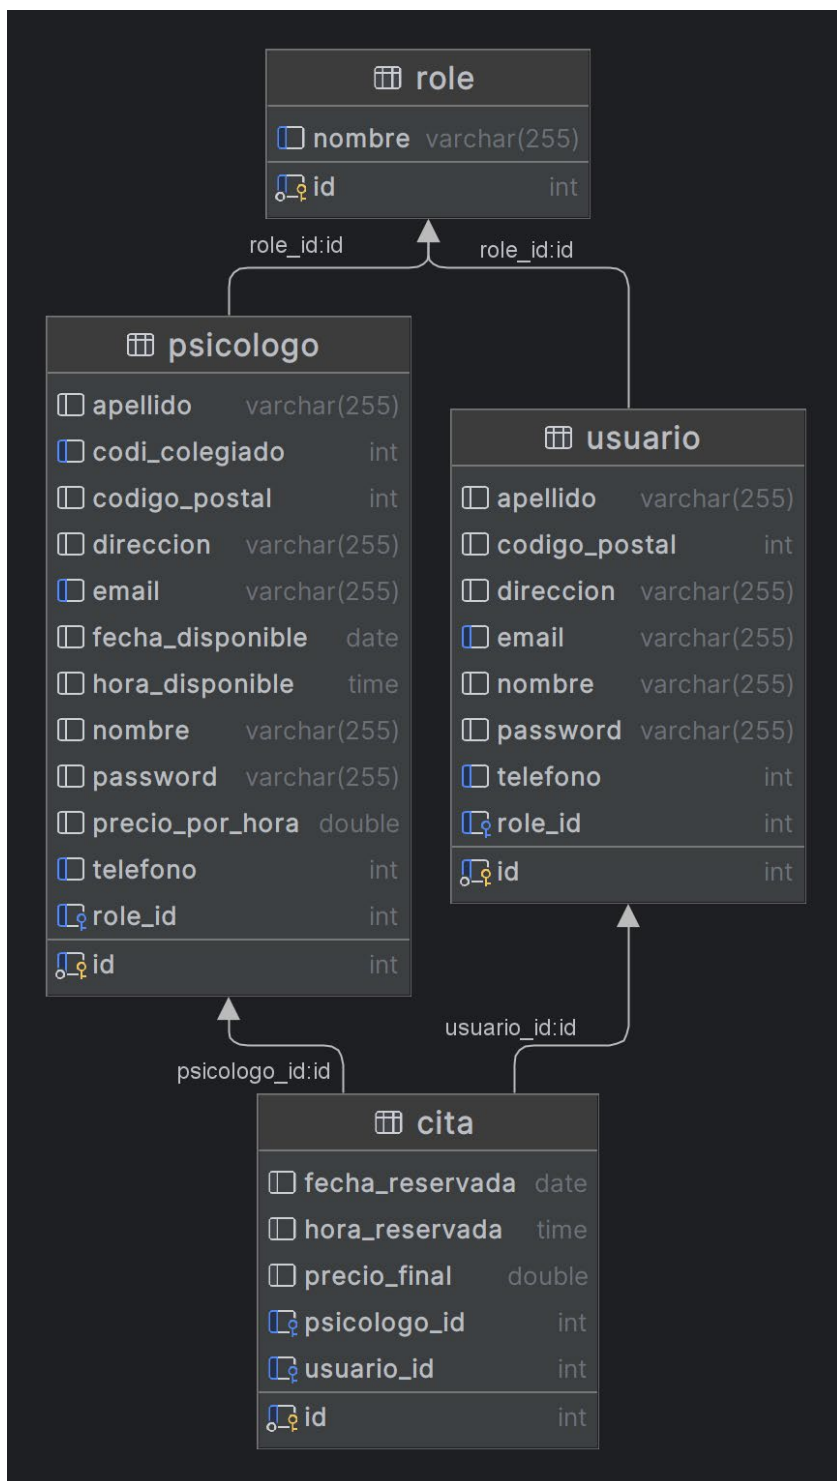 role
nombre varchar(255)
id int
role_id:id
role_id:id
psicologo
apellido varchar(255)
codi_colegiado int
codigo_postal int
direccion varchar(255)
email varchar(255)
fecha_disponible date
hora_disponible time
nombre varchar(255)
password varchar(255)
precio_por_hora double
telefono int
role_id int
id int
usuario
apellido varchar(255)
codigo_postal int
direccion varchar(255)
email varchar(255)
nombre varchar(255)
password varchar(255)
telefono int
role_id int
id int
psicologo_id:id
usuario_id:id
cita
fecha_reservada date
hora_reservada time
precio_final double
psicologo_id int
usuario_id int
id int